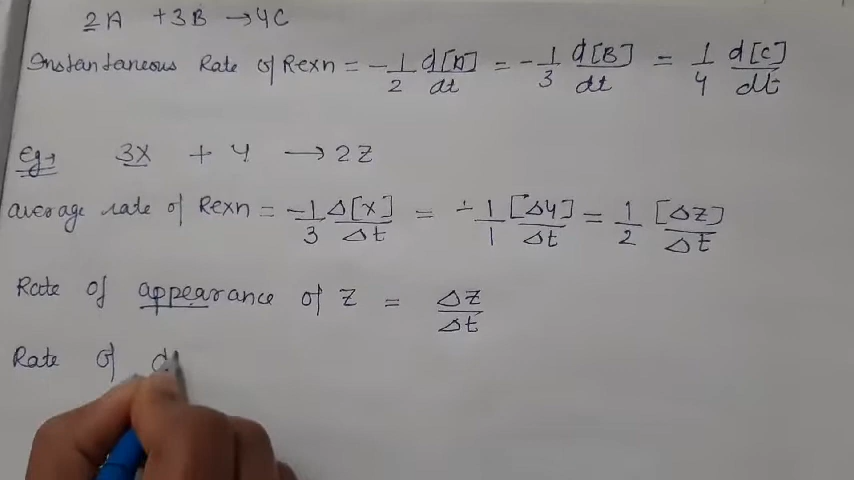 2A + 3B → 4C
Instantaneous Rate of Rexn = -1/2 d[A]/dt = -1/3 d[B]/dt = 1/4 d[C]/dt
Eg→ 3X + Y → 2Z
average rate of Rexn = -1/3 Δ[X]/Δt = -1/1 [ΔY]/Δt = 1/2 [ΔZ]/Δt
Rate of appearance of Z = ΔZ/Δt
Rate of d